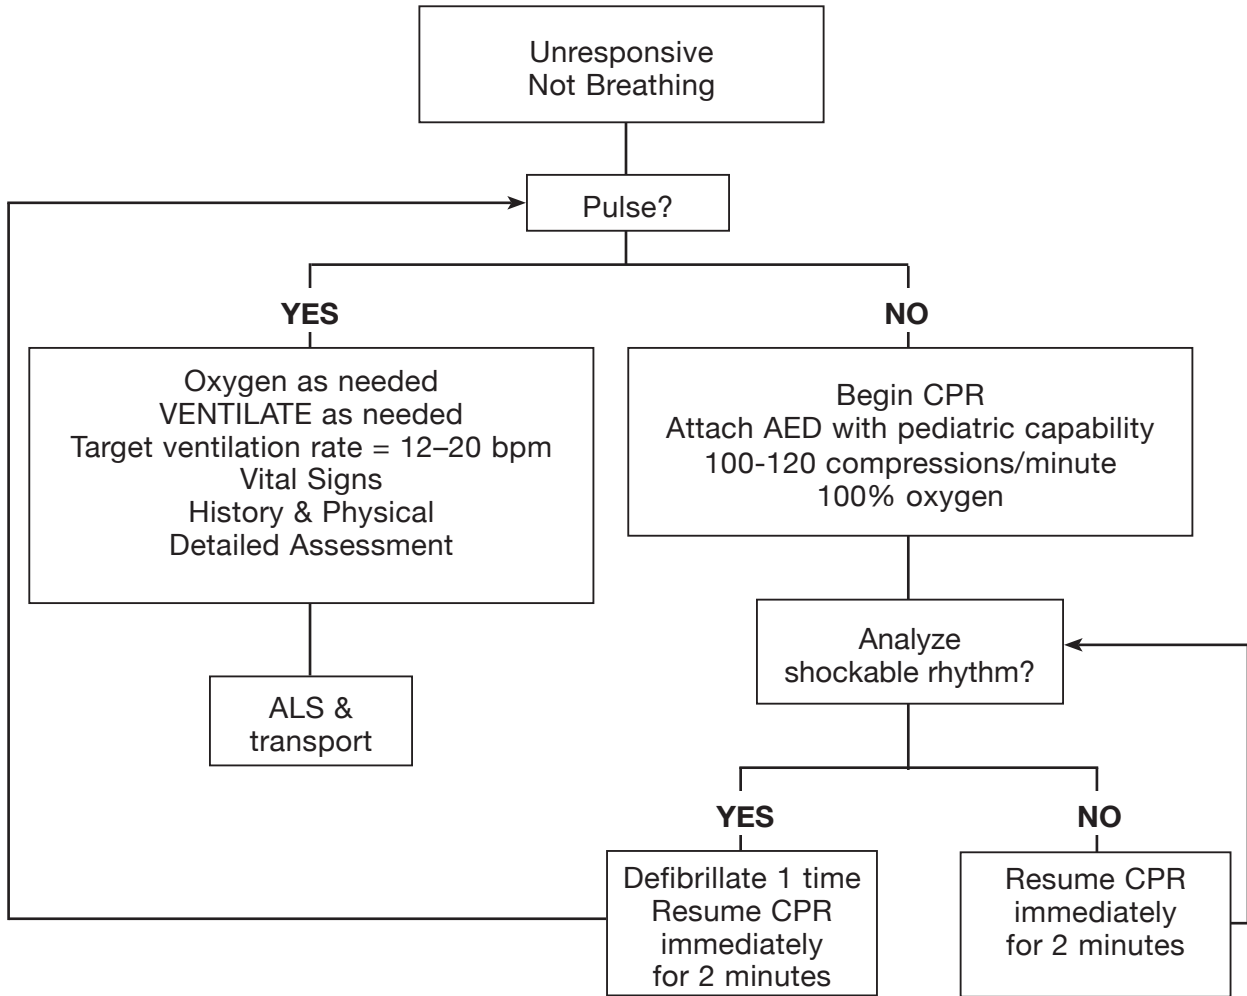 Unresponsive
Not Breathing
Pulse?
YES
Oxygen as needed
VENTILATE as needed
Target ventilation rate = 12–20 bpm
Vital Signs
History & Physical
Detailed Assessment
ALS &
transport
NO
Begin CPR
Attach AED with pediatric capability
100-120 compressions/minute
100% oxygen
Analyze
shockable rhythm?
YES
Defibrillate 1 time
Resume CPR
immediately
for 2 minutes
NO
Resume CPR
immediately
for 2 minutes